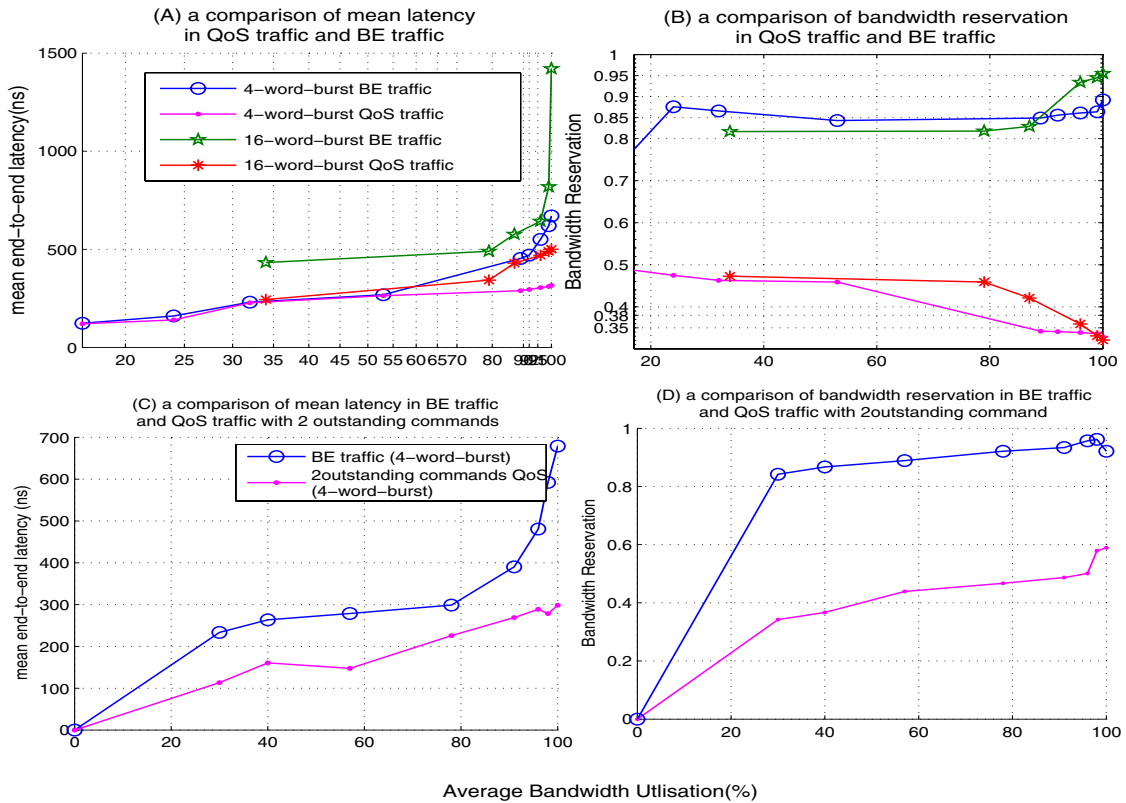 (A) a comparison of mean latency
in QoS traffic and BE traffic
mean end−to−end latency(ns)
1500
1000
500
0
4−word−burst BE traffic
4−word−burst QoS traffic
16−word−burst BE traffic
16−word−burst QoS traffic
20 25 30 35 40 45 50 55 60 65 70 80 90 95 100
(B) a comparison of bandwidth reservation
in QoS traffic and BE traffic
Bandwidth Reservation
1
0.95
0.9
0.85
0.8
0.7
0.6
0.5
0.4
0.38
0.35
20 40 60 80 100
(C) a comparison of mean latency in BE traffic
and QoS traffic with 2 outstanding commands
mean end−to−end latency (ns)
700
600
500
400
300
200
100
0
BE traffic (4−word−burst)
2outstanding commands QoS
(4−word−burst)
0 20 40 60 80 100
(D) a comparison of bandwidth reservation in BE traffic
and QoS traffic with 2outstanding command
Bandwidth Reservation
1
0.8
0.6
0.4
0.2
0
0 20 40 60 80 100
Average Bandwidth Utlisation(%)